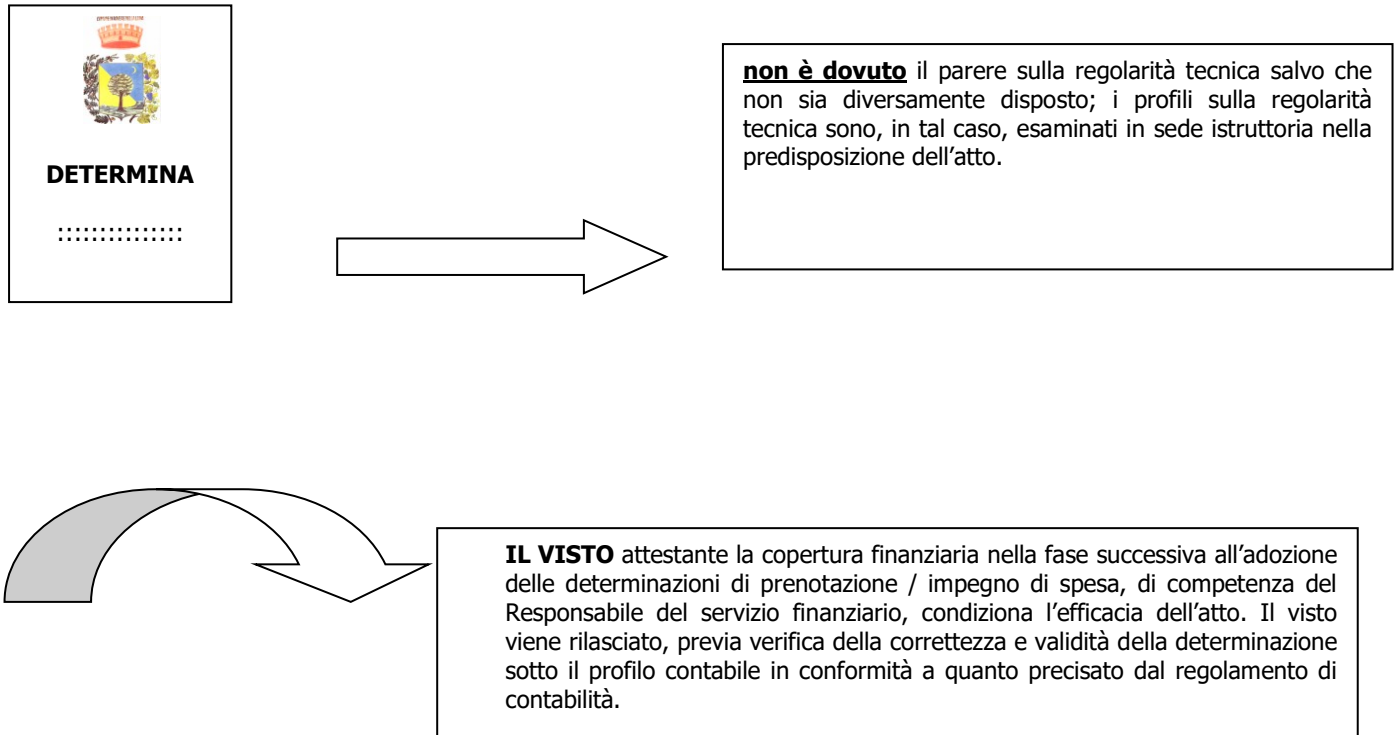 DETERMINA
:::::::::::::::
non è dovuto il parere sulla regolarità tecnica salvo che
non sia diversamente disposto; i profili sulla regolarità
tecnica sono, in tal caso, esaminati in sede istruttoria nella
predisposizione dell’atto.
IL VISTO attestante la copertura finanziaria nella fase successiva all’adozione
delle determinazioni di prenotazione / impegno di spesa, di competenza del
Responsabile del servizio finanziario, condiziona l’efficacia dell’atto. Il visto
viene rilasciato, previa verifica della correttezza e validità della determinazione
sotto il profilo contabile in conformità a quanto precisato dal regolamento di
contabilità.